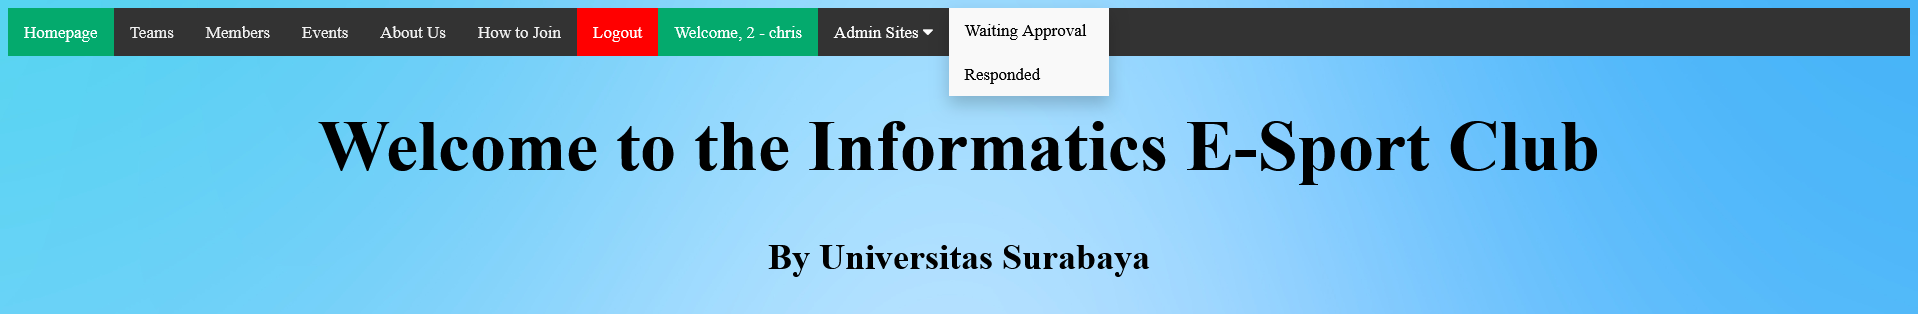 Homepage Teams Members Events About Us How to Join Logout Welcome, 2 - chris Admin Sites Waiting Approval
Responded
Welcome to the Informatics E-Sport Club
By Universitas Surabaya